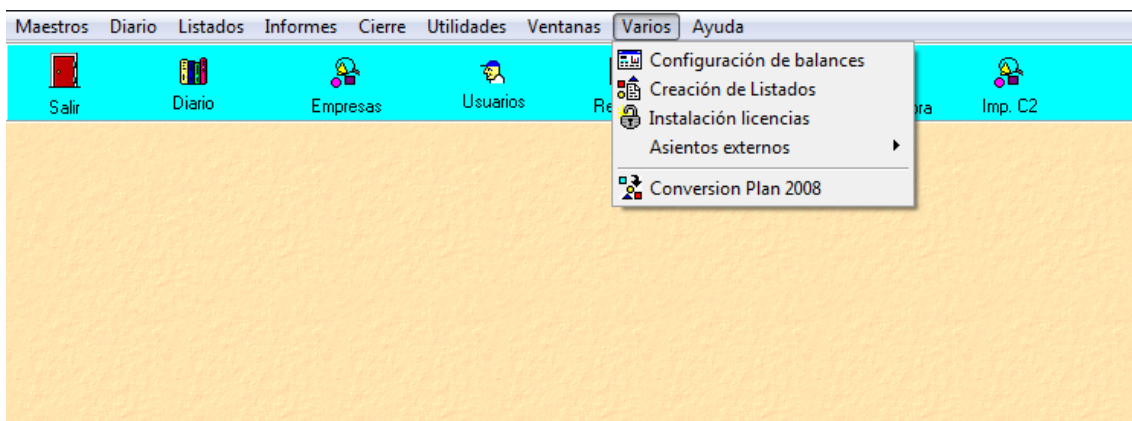 Maestros Diario Listados Informes Cierre Utilidades Ventanas Varios Ayuda
Salir Diario Empresas Usuarios Imp. C2
Configuración de balances
Creación de Listados
Instalación licencias
Asientos externos
Conversion Plan 2008